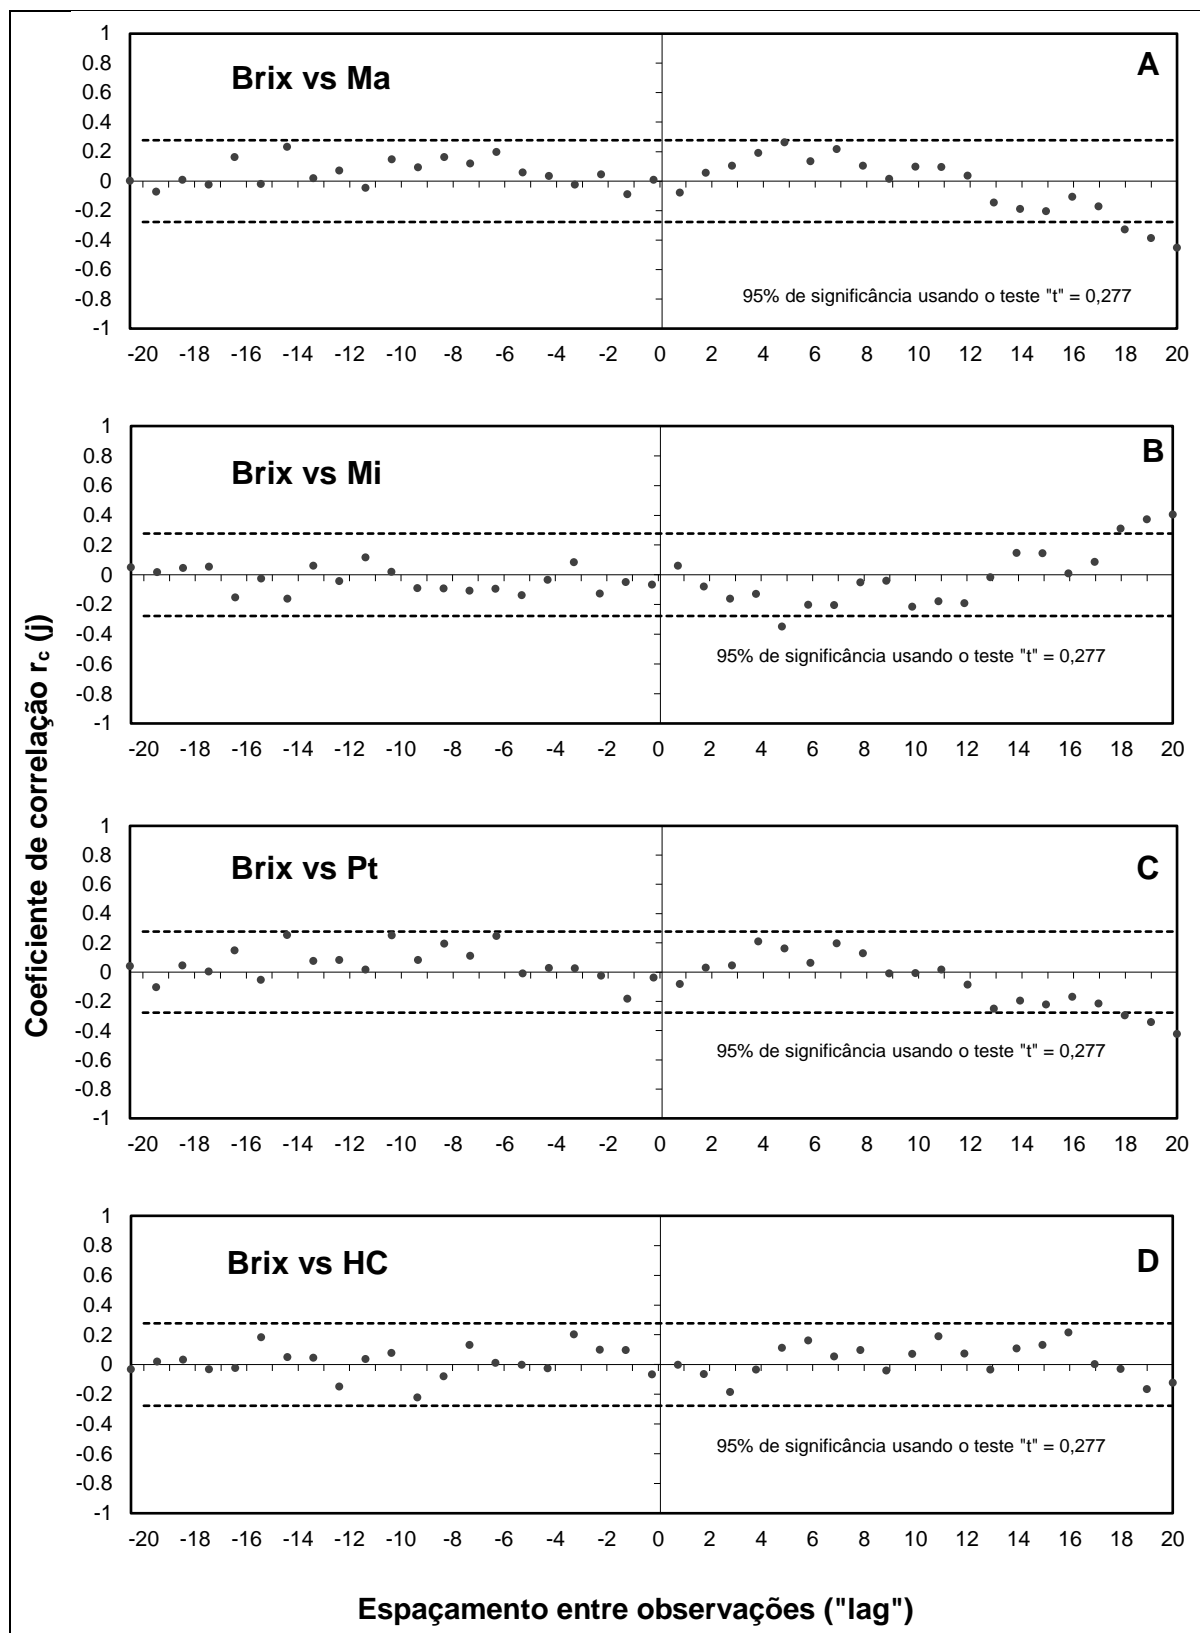 Coeficiente de correlação rc (j)
Brix vs Ma
A
1
0.8
0.6
0.4
0.2
0
-0.2
-0.4
-0.6
-0.8
-1
95% de significância usando o teste "t" = 0,277
-20 -18 -16 -14 -12 -10 -8 -6 -4 -2 0 2 4 6 8 10 12 14 16 18 20
Brix vs Mi
B
1
0.8
0.6
0.4
0.2
0
-0.2
-0.4
-0.6
-0.8
-1
95% de significância usando o teste "t" = 0,277
-20 -18 -16 -14 -12 -10 -8 -6 -4 -2 0 2 4 6 8 10 12 14 16 18 20
Brix vs Pt
C
1
0.8
0.6
0.4
0.2
0
-0.2
-0.4
-0.6
-0.8
-1
95% de significância usando o teste "t" = 0,277
-20 -18 -16 -14 -12 -10 -8 -6 -4 -2 0 2 4 6 8 10 12 14 16 18 20
Brix vs HC
D
1
0.8
0.6
0.4
0.2
0
-0.2
-0.4
-0.6
-0.8
-1
95% de significância usando o teste "t" = 0,277
-20 -18 -16 -14 -12 -10 -8 -6 -4 -2 0 2 4 6 8 10 12 14 16 18 20
Espaçamento entre observações ("lag")